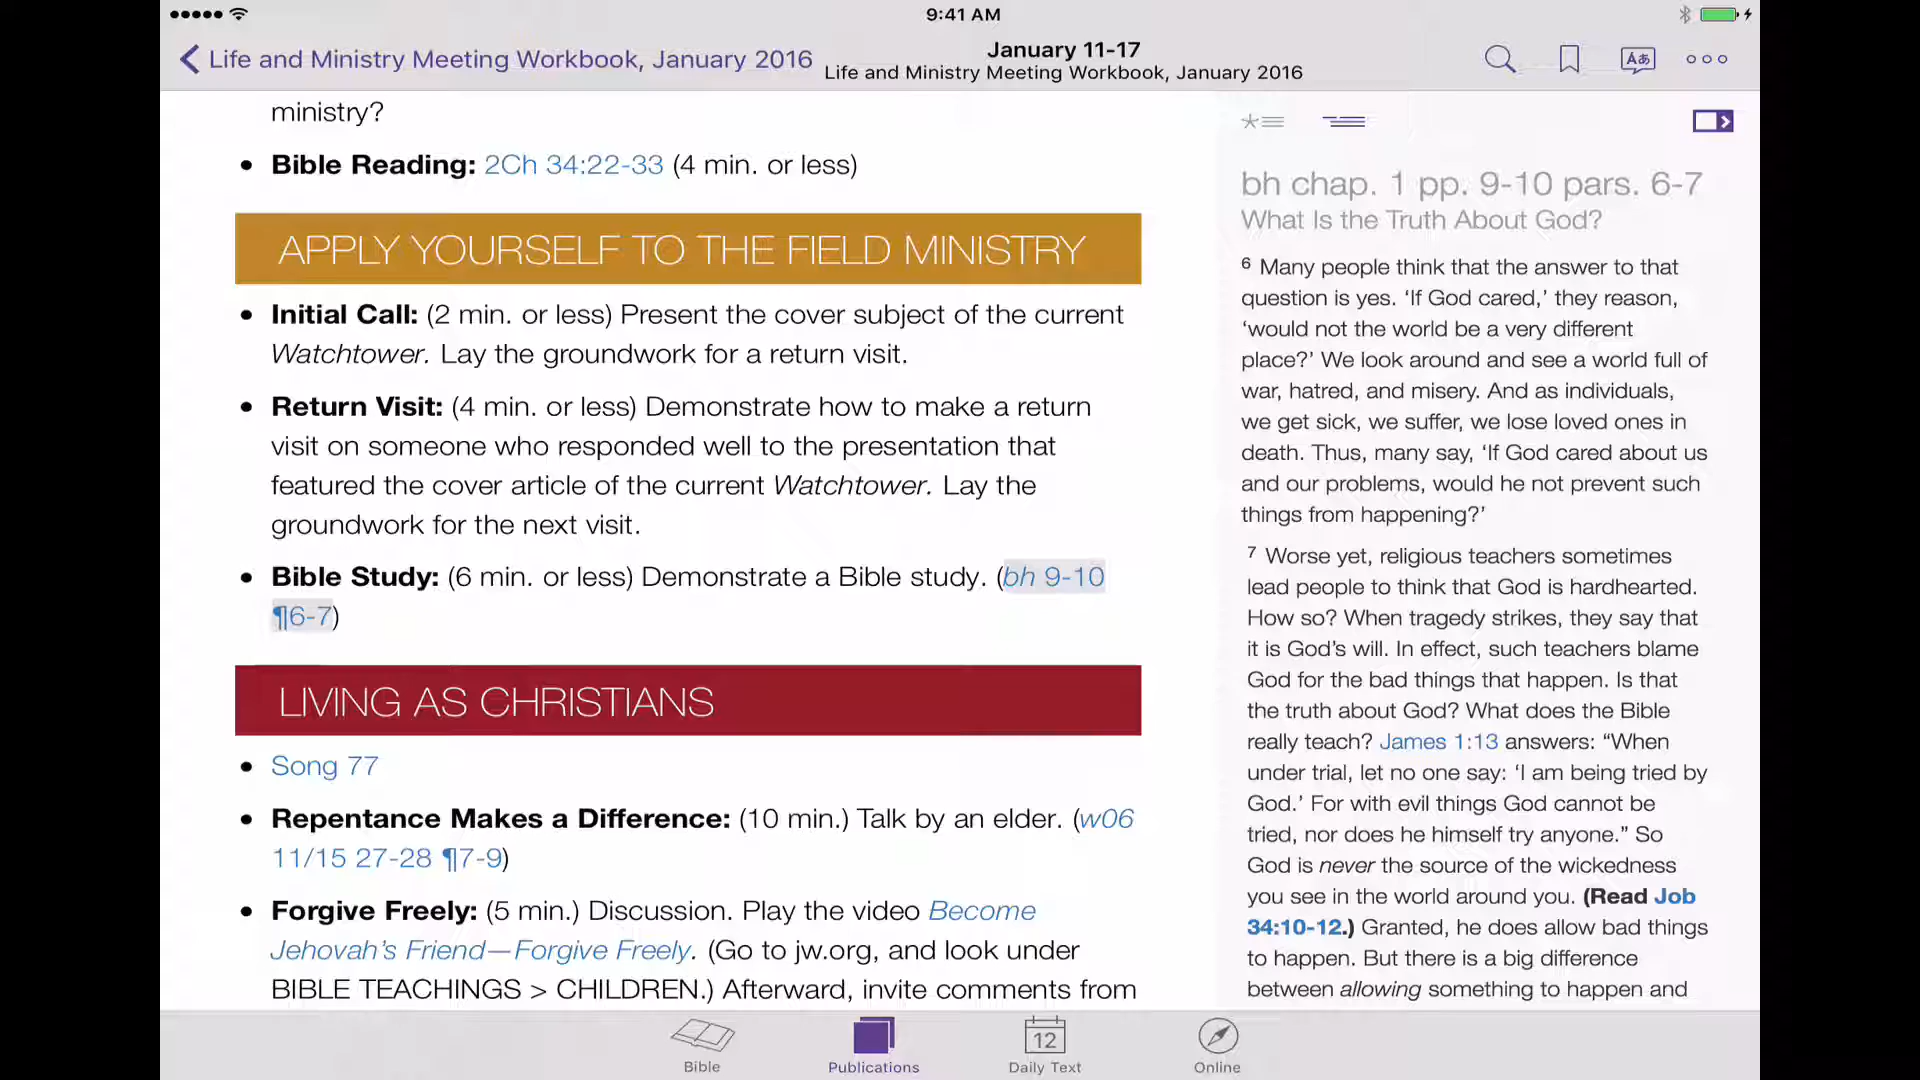 9:41 AM
Life and Ministry Meeting Workbook, January 2016
January 11-17
Life and Ministry Meeting Workbook, January 2016
ministry?
• Bible Reading: 2Ch 34:22-33 (4 min. or less)
APPLY YOURSELF TO THE FIELD MINISTRY
• Initial Call: (2 min. or less) Present the cover subject of the current
Watchtower. Lay the groundwork for a return visit.
• Return Visit: (4 min. or less) Demonstrate how to make a return
visit on someone who responded well to the presentation that
featured the cover article of the current Watchtower. Lay the
groundwork for the next visit.
• Bible Study: (6 min. or less) Demonstrate a Bible study. (bh 9-10
¶6-7)
LIVING AS CHRISTIANS
• Song 77
• Repentance Makes a Difference: (10 min.) Talk by an elder. (w06
11/15 27-28 ¶7-9)
• Forgive Freely: (5 min.) Discussion. Play the video Become
Jehovah’s Friend—Forgive Freely. (Go to jw.org, and look under
BIBLE TEACHINGS > CHILDREN.) Afterward, invite comments from
bh chap. 1 pp. 9-10 pars. 6-7
What Is the Truth About God?
6 Many people think that the answer to that
question is yes. ‘If God cared,’ they reason,
‘would not the world be a very different
place?’ We look around and see a world full of
war, hatred, and misery. And as individuals,
we get sick, we suffer, we lose loved ones in
death. Thus, many say, ‘If God cared about us
and our problems, would he not prevent such
things from happening?’
7 Worse yet, religious teachers sometimes
lead people to think that God is hardhearted.
How so? When tragedy strikes, they say that
it is God’s will. In effect, such teachers blame
God for the bad things that happen. Is that
the truth about God? What does the Bible
really teach? James 1:13 answers: “When
under trial, let no one say: ‘I am being tried by
God.’ For with evil things God cannot be
tried, nor does he himself try anyone.” So
God is never the source of the wickedness
you see in the world around you. (Read Job
34:10-12.) Granted, he does allow bad things
to happen. But there is a big difference
between allowing something to happen and
Bible
Publications
12
Daily Text
Online